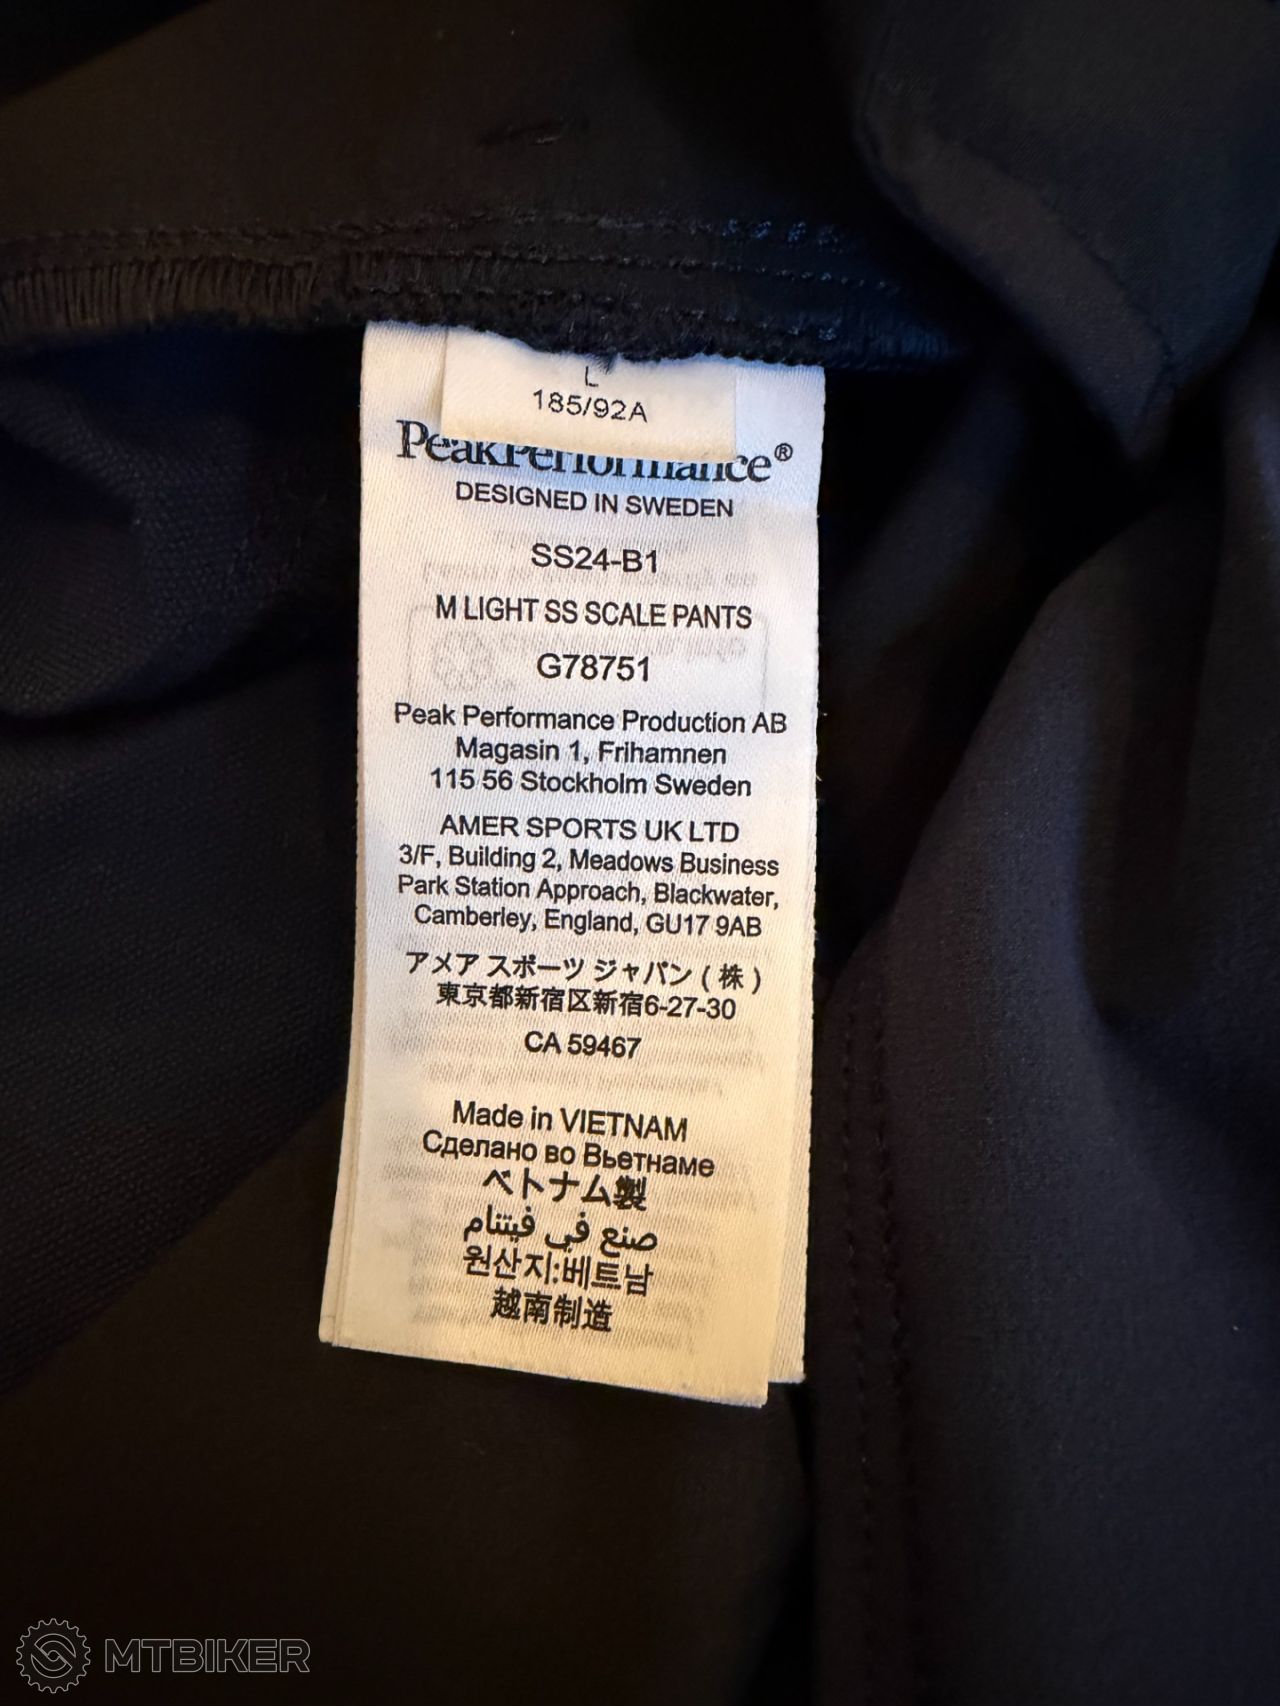 L
185/92A
PeakPerformance®
DESIGNED IN SWEDEN
SS24-B1
M LIGHT SS SCALE PANTS
G78751
Peak Performance Production AB
Magasin 1, Frihamnen
115 56 Stockholm Sweden
AMER SPORTS UK LTD
3/F, Building 2, Meadows Business
Park Station Approach, Blackwater,
Camberley, England, GU17 9AB
アメア スポーツ ジャパン ( 株 )
東京都新宿区新宿6-27-30
CA 59467
Made in VIETNAM
Сделано во Вьетнаме
ベトナム製
صنع في فيتنام
원산지:베트남
越南制造
MTBIKER